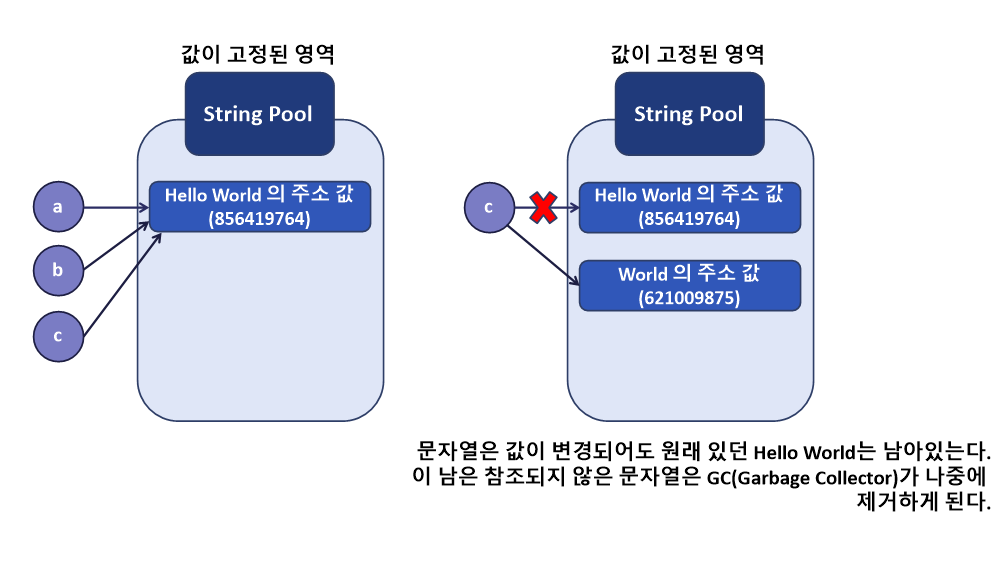 값이 고정된 영역
String Pool
a
b
c
Hello World 의 주소 값
(856419764)
값이 고정된 영역
String Pool
c
Hello World 의 주소 값
(856419764)
World 의 주소 값
(621009875)
문자열은 값이 변경되어도 원래 있던 Hello World는 남아있는다.
이 남은 참조되지 않은 문자열은 GC(Garbage Collector)가 나중에
제거하게 된다.